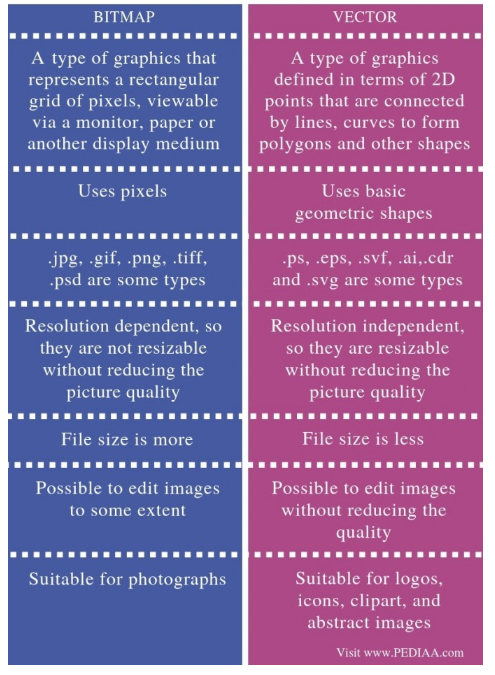 BITMAP
A type of graphics that
represents a rectangular
grid of pixels, viewable
via a monitor, paper or
another display medium
Uses pixels
.jpg, .gif, .png, .tiff,
.psd are some types
Resolution dependent, so
they are not resizable
without reducing the
picture quality
File size is more
Possible to edit images
to some extent
Suitable for photographs
VECTOR
A type of graphics
defined in terms of 2D
points that are connected
by lines, curves to form
polygons and other shapes
Uses basic
geometric shapes
.ps, .eps, .svf, .ai,.cdr
and .svg are some types
Resolution independent,
so they are resizable
without reducing the
picture quality
File size is less
Possible to edit images
without reducing the
quality
Suitable for logos,
icons, clipart, and
abstract images
Visit www.PEDIAA.com